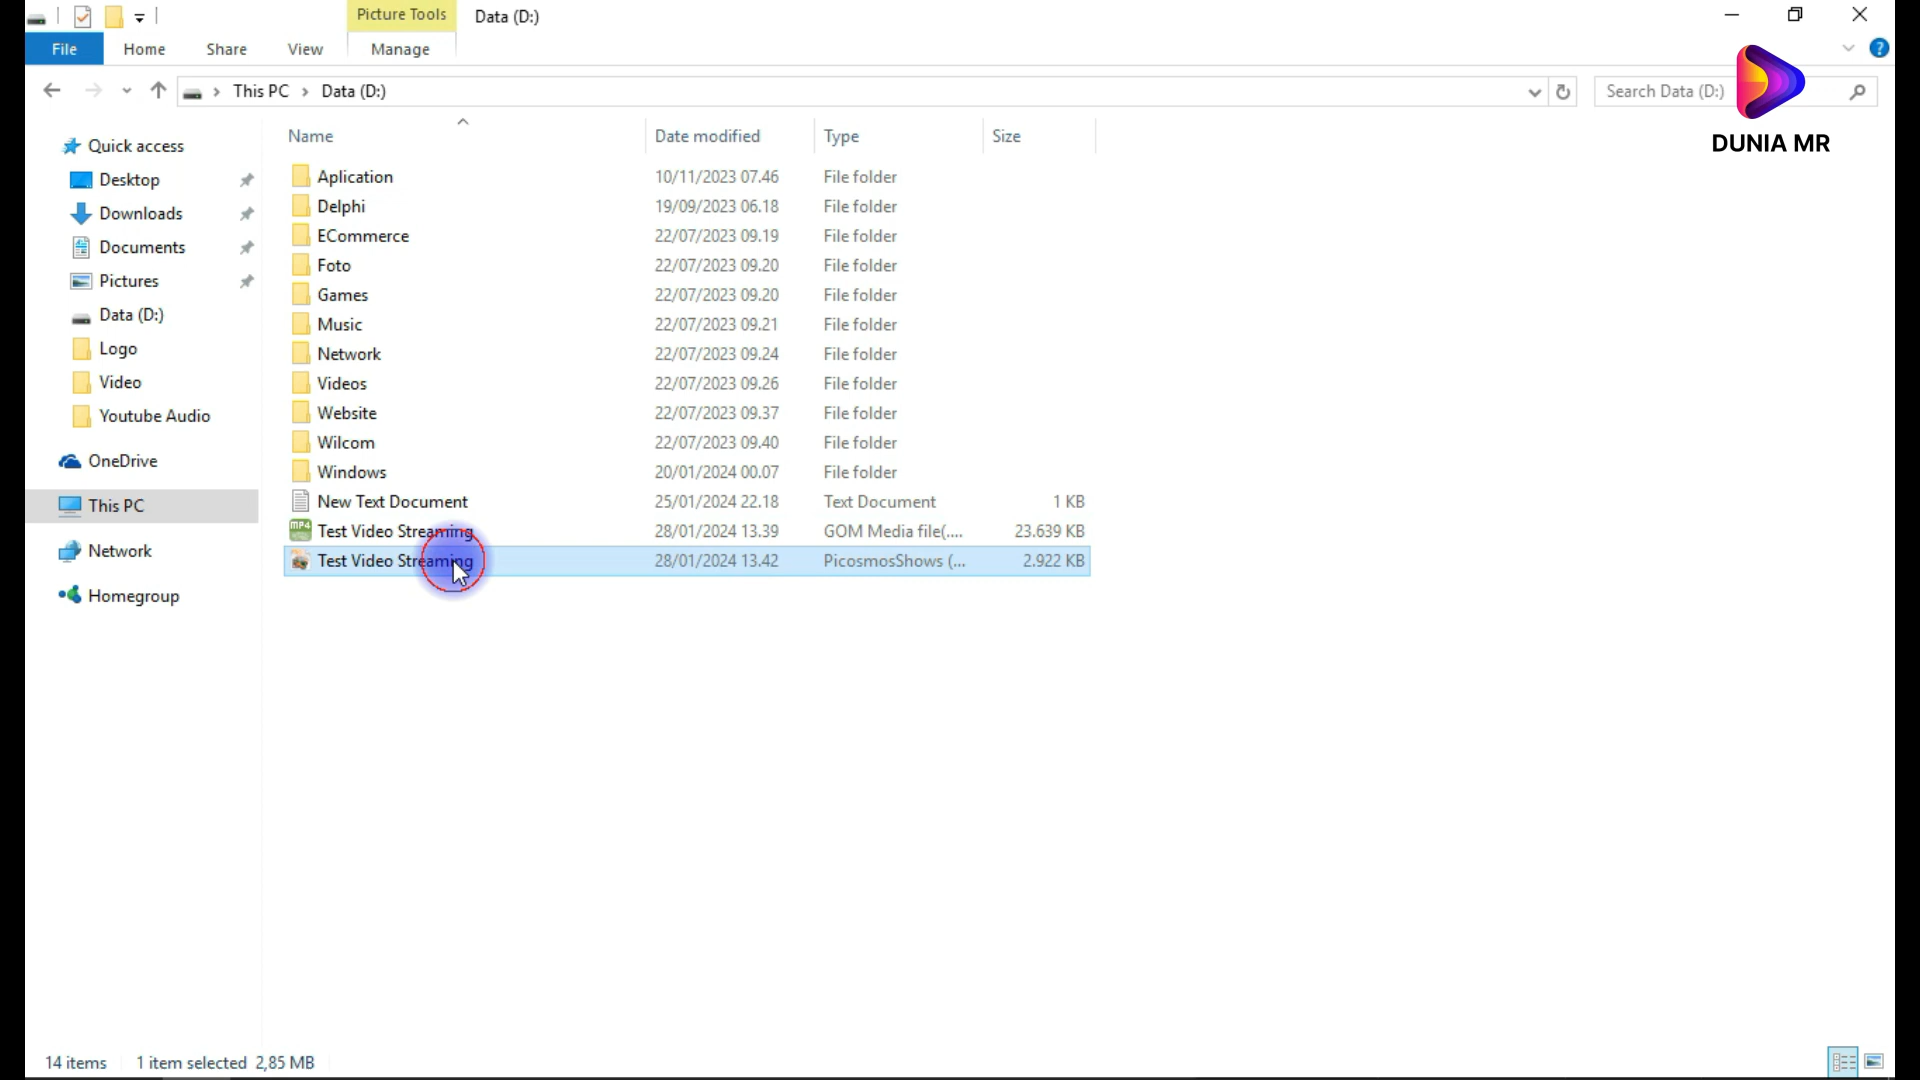 Picture Tools Data (D:)
File Home Share View Manage
This PC Data (D:) Search Data (D:)
DUNIA MR
Name Date modified Type Size
Quick access
Desktop
Downloads
Documents
Pictures
Data (D:)
Logo
Video
Youtube Audio
OneDrive
This PC
Network
Homegroup
Aplication 10/11/2023 07.46 File folder
Delphi 19/09/2023 06.18 File folder
ECommerce 22/07/2023 09.19 File folder
Foto 22/07/2023 09.20 File folder
Games 22/07/2023 09.20 File folder
Music 22/07/2023 09.21 File folder
Network 22/07/2023 09.24 File folder
Videos 22/07/2023 09.26 File folder
Website 22/07/2023 09.37 File folder
Wilcom 22/07/2023 09.40 File folder
Windows 20/01/2024 00.07 File folder
New Text Document 25/01/2024 22.18 Text Document 1 KB
Test Video Streaming 28/01/2024 13.39 GOM Media file(.... 23.639 KB
Test Video Streaming 28/01/2024 13.42 PicosmosShows (... 2.922 KB
14 items 1 item selected 2,85 MB